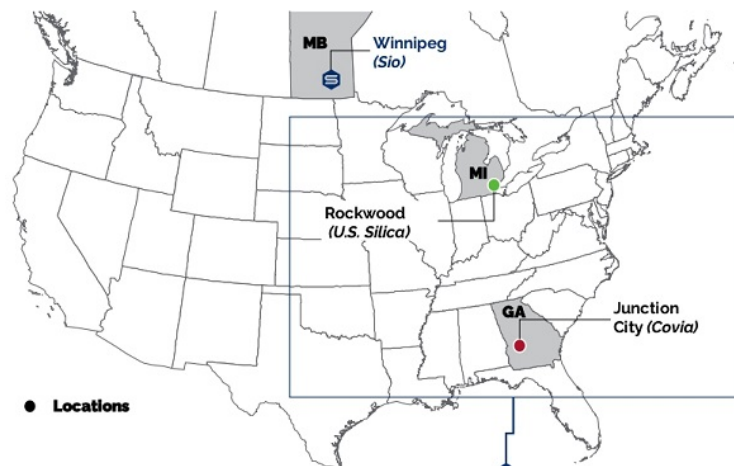 MB
Winnipeg
(Sio)
MI
Rockwood
(U.S. Silica)
GA
Junction
City (Covia)
Locations